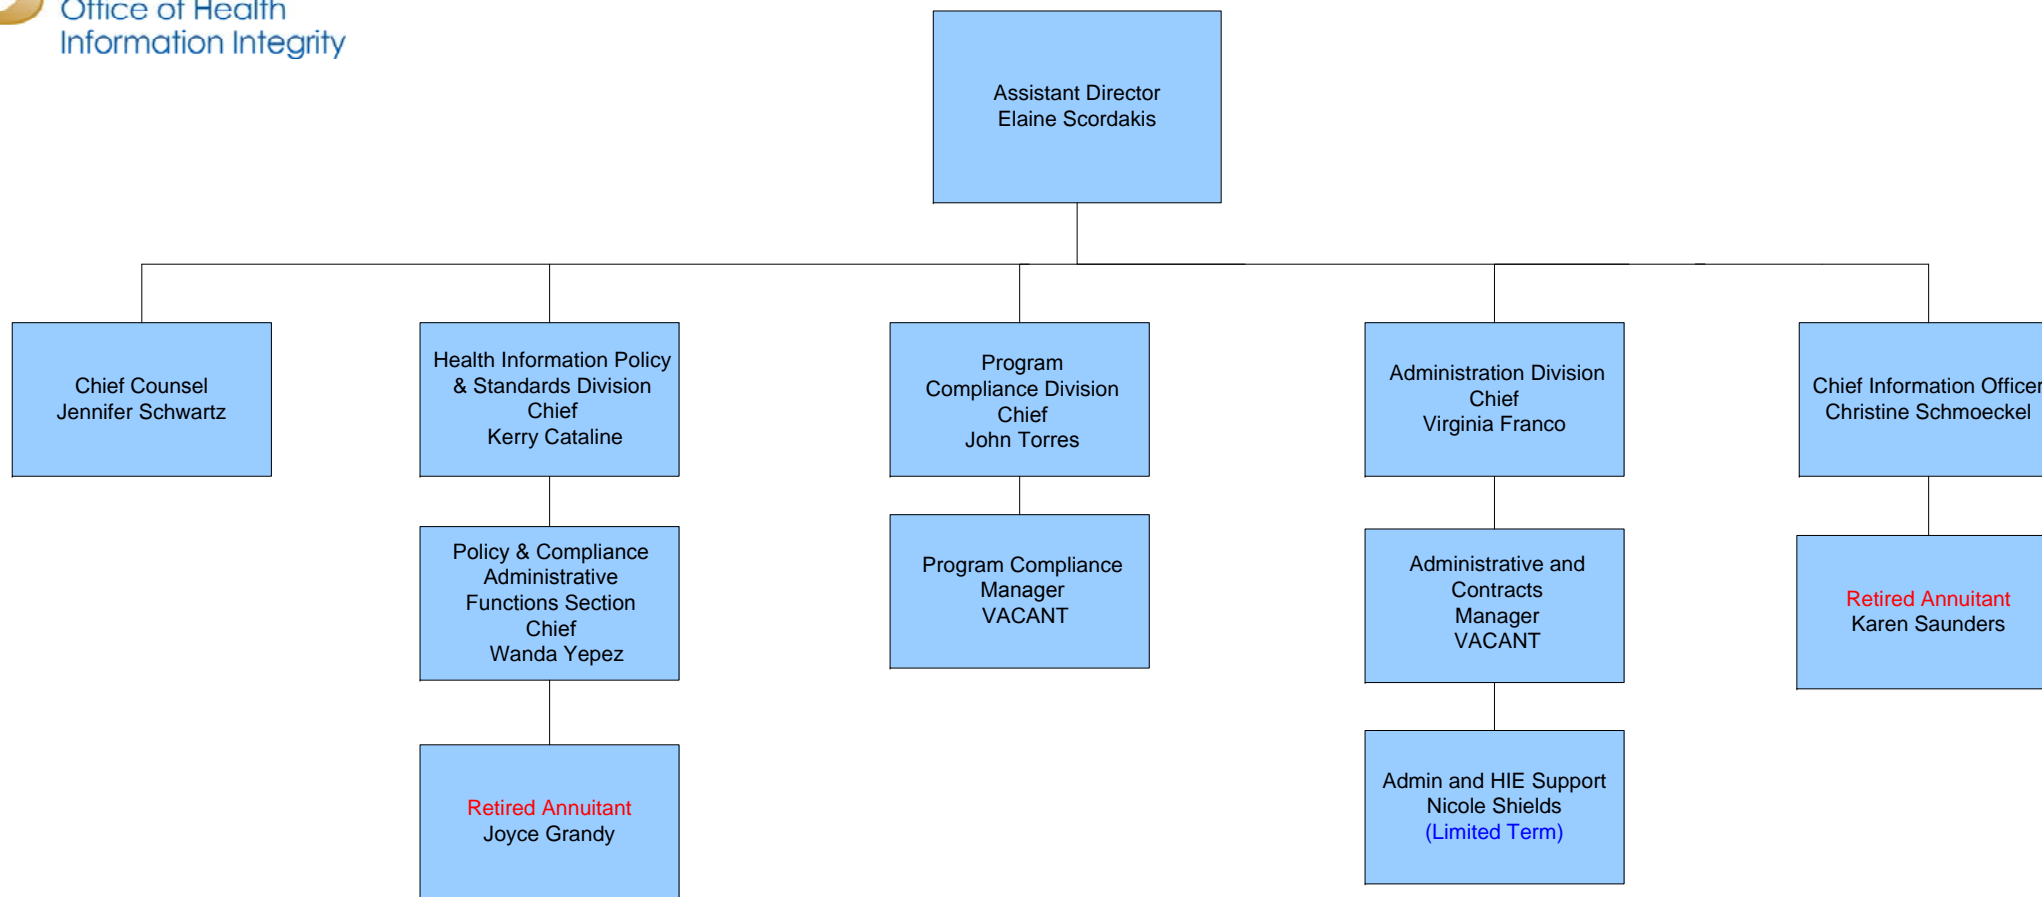 Office of Health
Information Integrity
Assistant Director
Elaine Scordakis
Chief Counsel
Jennifer Schwartz
Health Information Policy
& Standards Division
Chief
Kerry Cataline
Program
Compliance Division
Chief
John Torres
Administration Division
Chief
Virginia Franco
Chief Information Officer
Christine Schmoeckel
Policy & Compliance
Administrative
Functions Section
Chief
Wanda Yepez
Program Compliance
Manager
VACANT
Administrative and
Contracts
Manager
VACANT
Retired Annuitant
Karen Saunders
Retired Annuitant
Joyce Grandy
Admin and HIE Support
Nicole Shields
(Limited Term)